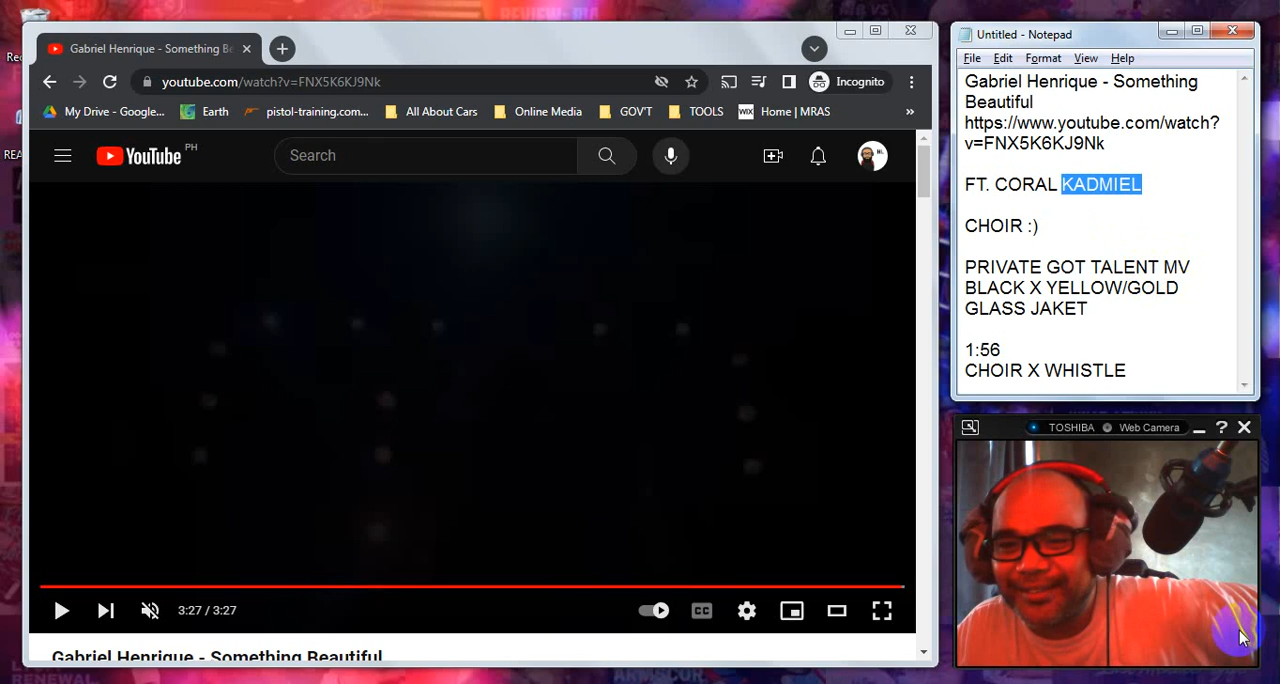 Gabriel Henrique - Something Be
youtube.com/watch?v=FNX5K6KJ9Nk
Incognito
My Drive - Google...
Earth
pistol-training.com...
All About Cars
Online Media
GOV'T
TOOLS
WIX
Home | MRAS
»
YouTube PH
Search
3:27 / 3:27
CC
Gabriel Henrique - Something Beautiful
Untitled - Notepad
File Edit Format View Help
Gabriel Henrique - Something
Beautiful
https://www.youtube.com/watch?
v=FNX5K6KJ9Nk
FT. CORAL KADMIEL
CHOIR :)
PRIVATE GOT TALENT MV
BLACK X YELLOW/GOLD
GLASS JAKET
1:56
CHOIR X WHISTLE
TOSHIBA Web Camera
RENEWAL